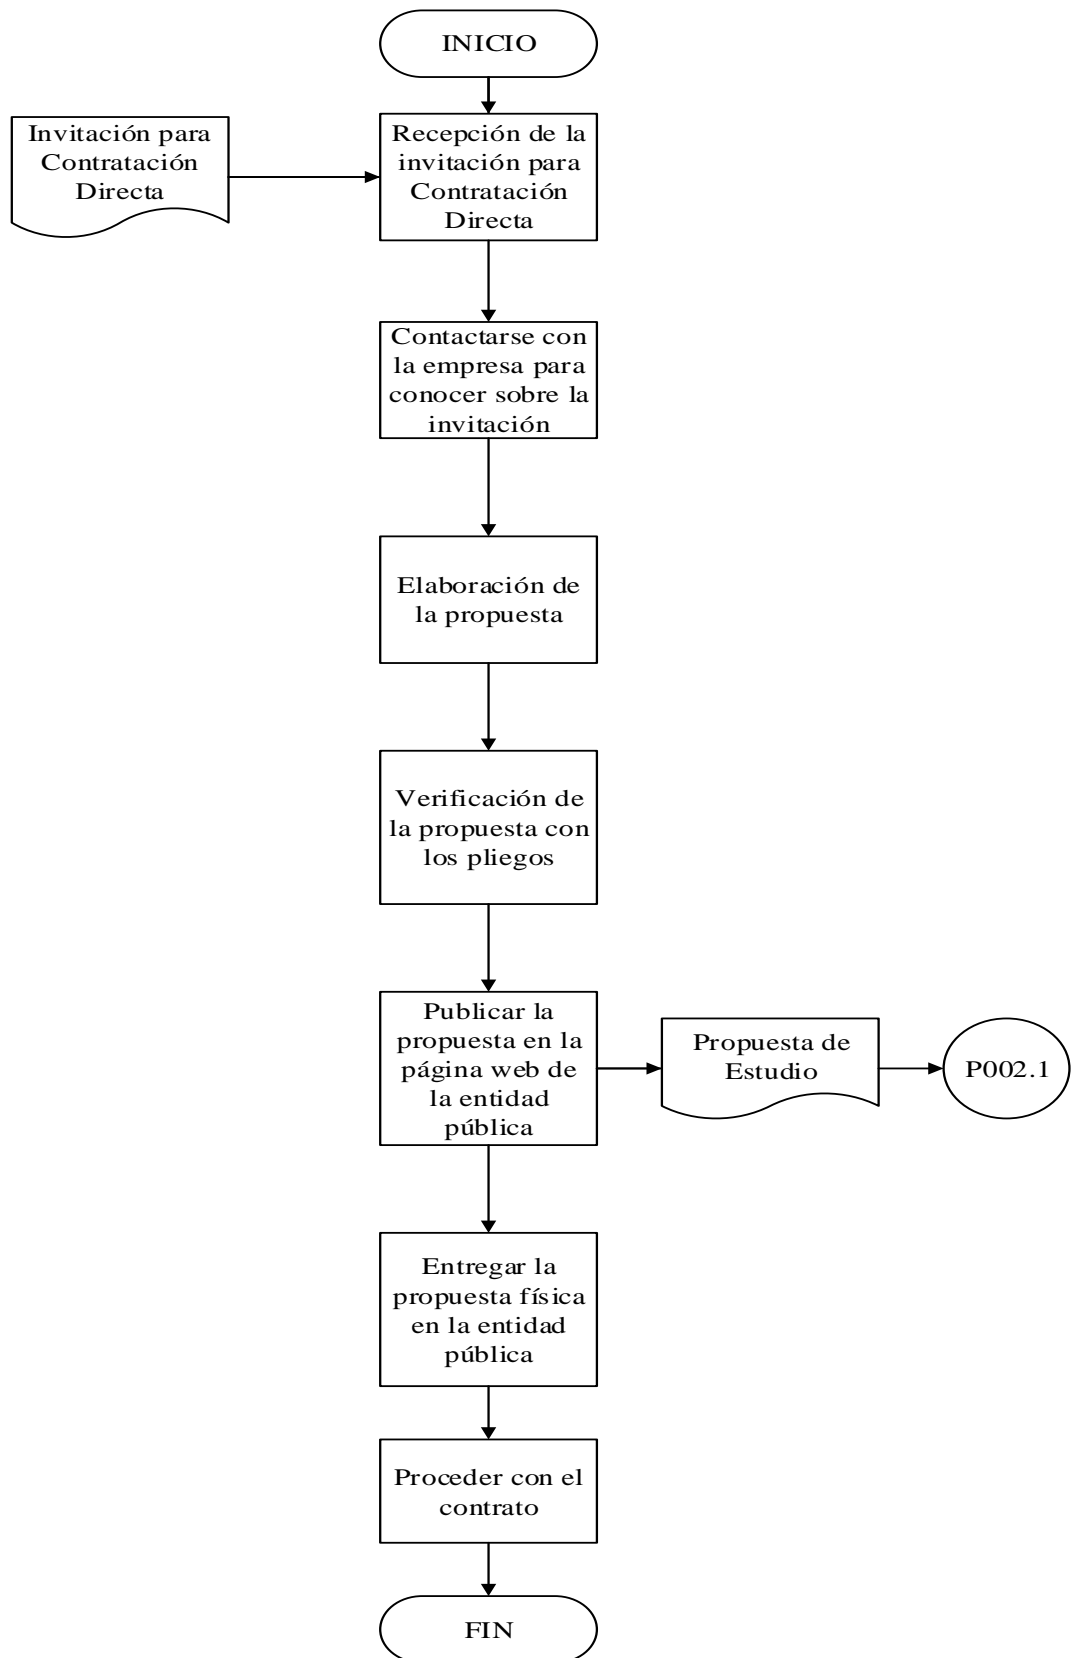 INICIO
Invitación para
Contratación
Directa
Recepción de la
invitación para
Contratación
Directa
Contactarse con
la empresa para
conocer sobre la
invitación
Elaboración de
la propuesta
Verificación de
la propuesta con
los pliegos
Publicar la
propuesta en la
página web de
la entidad
pública
Propuesta de
Estudio
P002.1
Entregar la
propuesta física
en la entidad
pública
Proceder con el
contrato
FIN